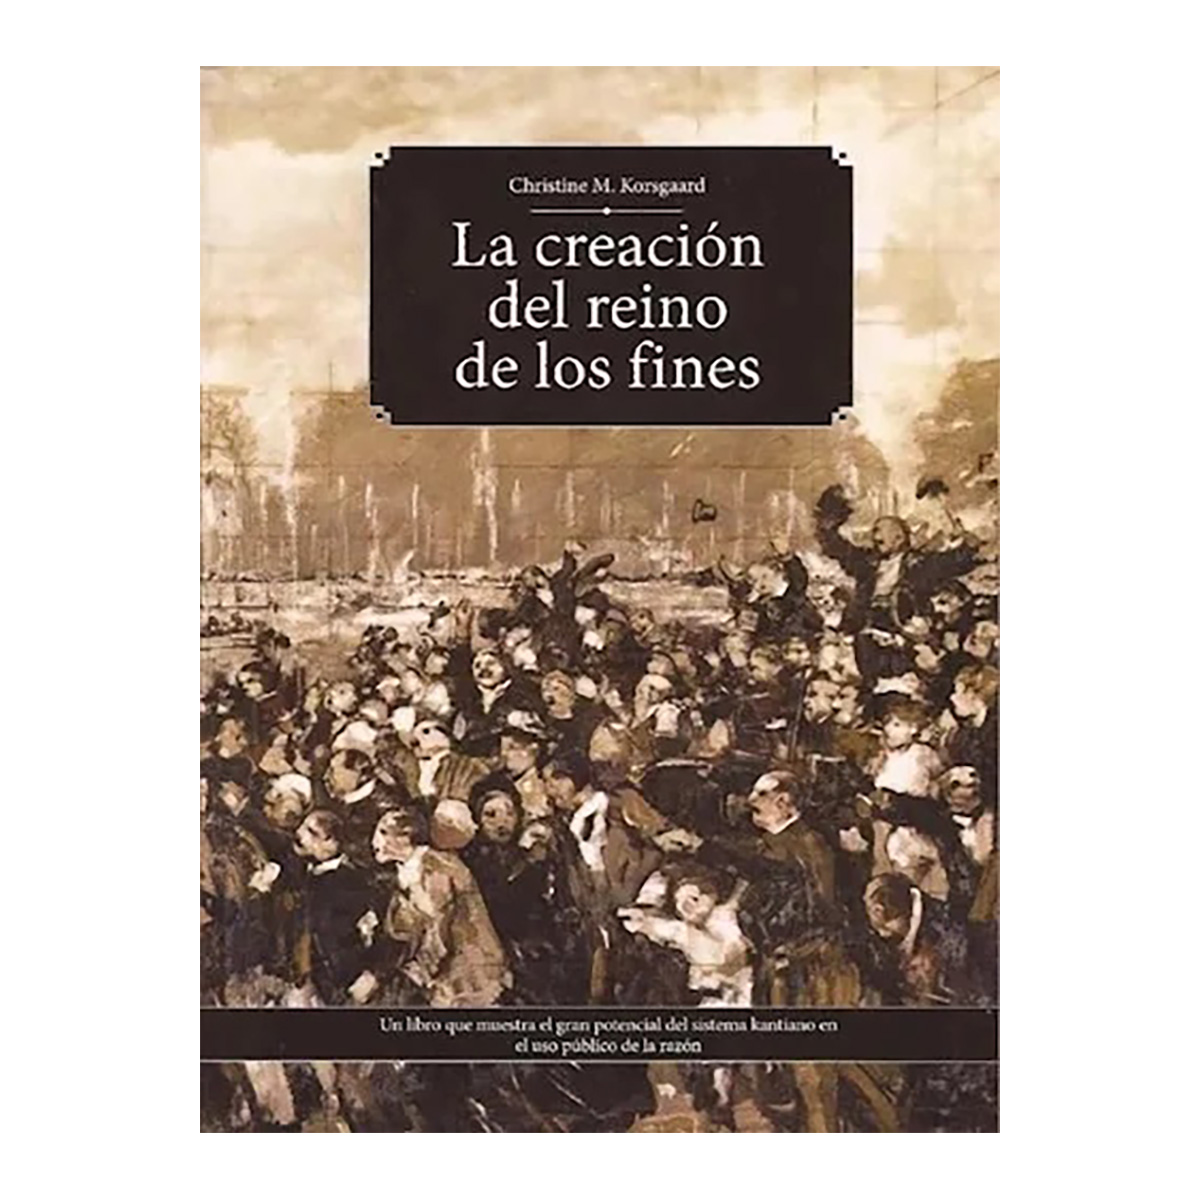 Christine M. Korsgaard
La creación
del reino
de los fines
Un libro que muestra el gran potencial del sistema kantiano en
el uso público de la razón